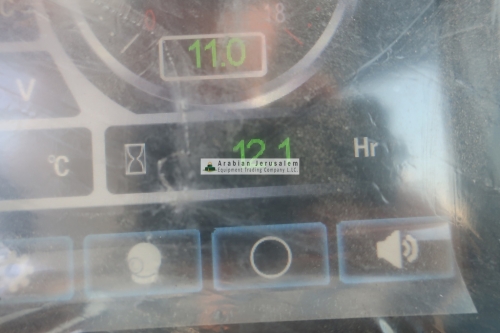 °C
8
11.0
V
°C
12.1 Hr
Arabian Jerusalem
Equipment Trading Company L.L.C